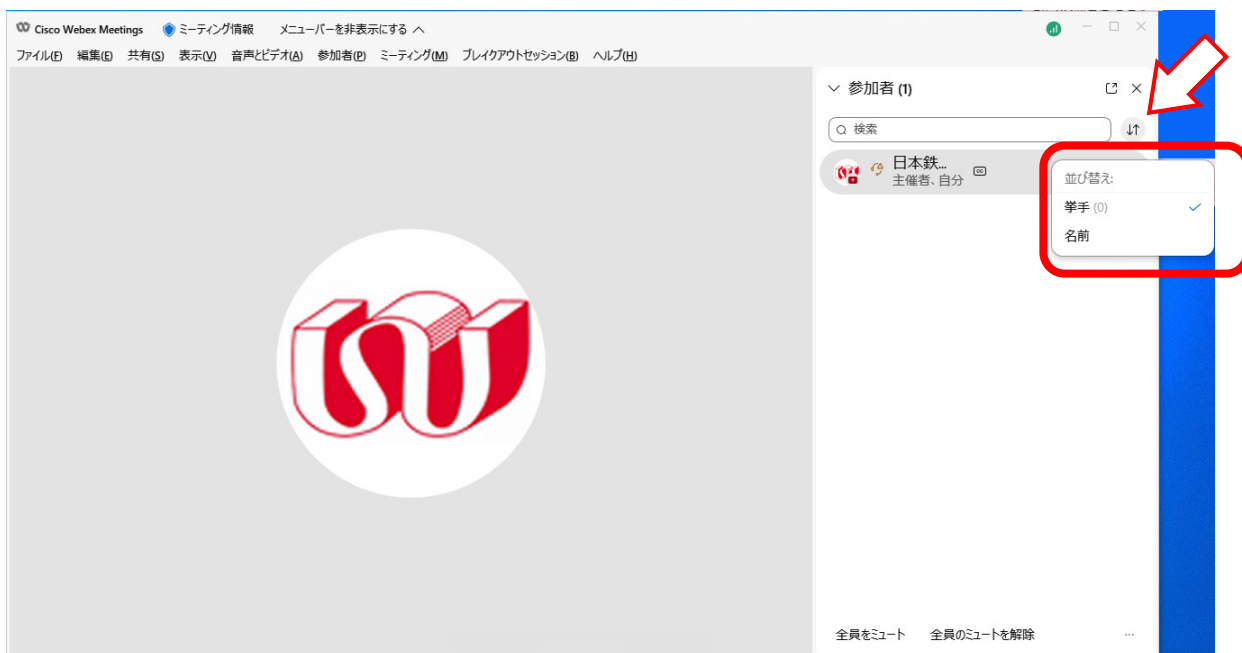 Cisco Webex Meetings ミーティング情報 メニューバーを非表示にする
ファイル(F) 編集(E) 共有(S) 表示(V) 音声とビデオ(A) 参加者(P) ミーティング(M) ブレイクアウトセッション(B) ヘルプ(H)
参加者 (1)
検索
日本鉄...
主催者、自分
並び替え:
挙手 (0)
名前
全員をミュート 全員のミュートを解除 ...